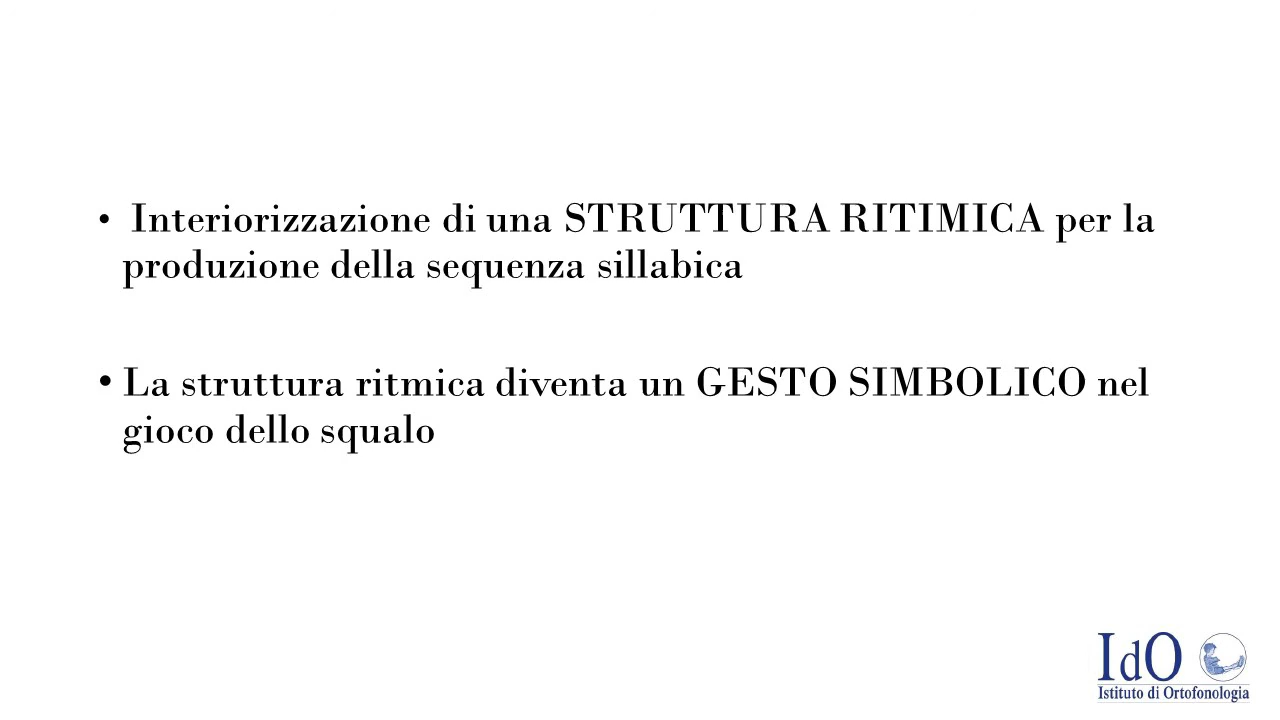 • Interiorizzazione di una STRUTTURA RITIMICA per la
produzione della sequenza sillabica
• La struttura ritmica diventa un GESTO SIMBOLICO nel
gioco dello squalo
IdO
Istituto di Ortofonologia